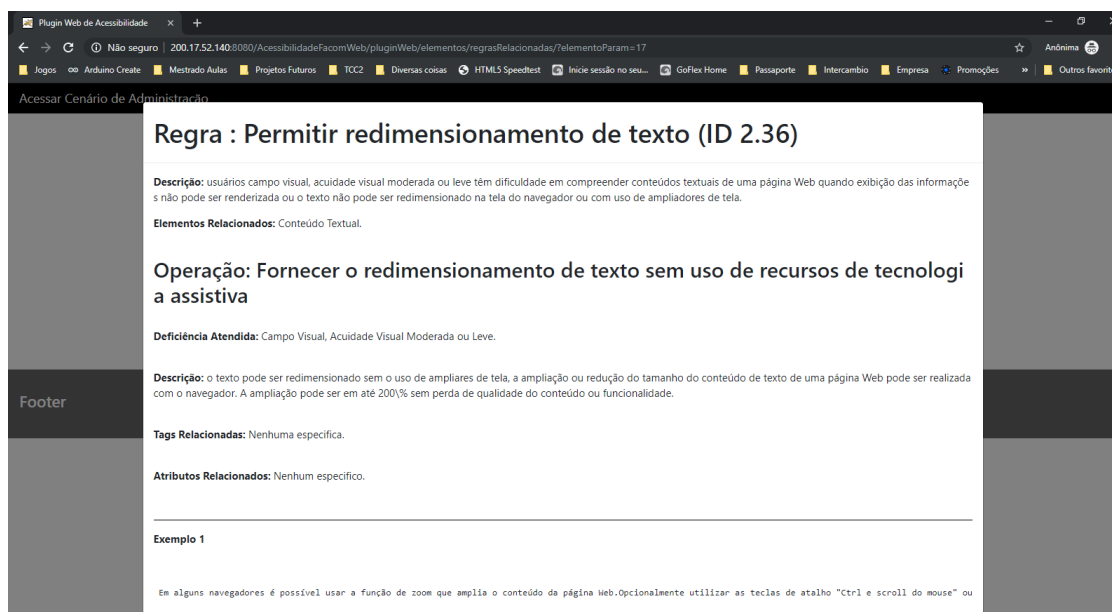 Plugin Web de Acessibilidade
Não seguro | 200.17.52.140:8080/AcessibilidadeFacomWeb/pluginWeb/elementos/regrasRelacionadas/?elementoParam=17
Anônima
Jogos Arduino Create Mestrado Aulas Projetos Futuros TCC2 Diversas coisas HTML5 Speedtest Inicie sessão no seu... GoFlex Home Passaporte Intercambio Empresa Promoções » Outros favorit
Acessar Cenário de Administração
Regra : Permitir redimensionamento de texto (ID 2.36)
Descrição: usuários campo visual, acuidade visual moderada ou leve têm dificuldade em compreender conteúdos textuais de uma página Web quando exibição das informaçõe
s não pode ser renderizada ou o texto não pode ser redimensionado na tela do navegador ou com uso de ampliadores de tela.
Elementos Relacionados: Conteúdo Textual.
Operação: Fornecer o redimensionamento de texto sem uso de recursos de tecnologi
a assistiva
Deficiência Atendida: Campo Visual, Acuidade Visual Moderada ou Leve.
Descrição: o texto pode ser redimensionado sem o uso de ampliares de tela, a ampliação ou redução do tamanho do conteúdo de texto de uma página Web pode ser realizada
com o navegador. A ampliação pode ser em até 200\% sem perda de qualidade do conteúdo ou funcionalidade.
Footer
Tags Relacionadas: Nenhuma especifica.
Atributos Relacionados: Nenhum especifico.
Exemplo 1
Em alguns navegadores é possível usar a função de zoom que amplia o conteúdo da página Web.Opcionalmente utilizar as teclas de atalho "Ctrl e scroll do mouse" ou